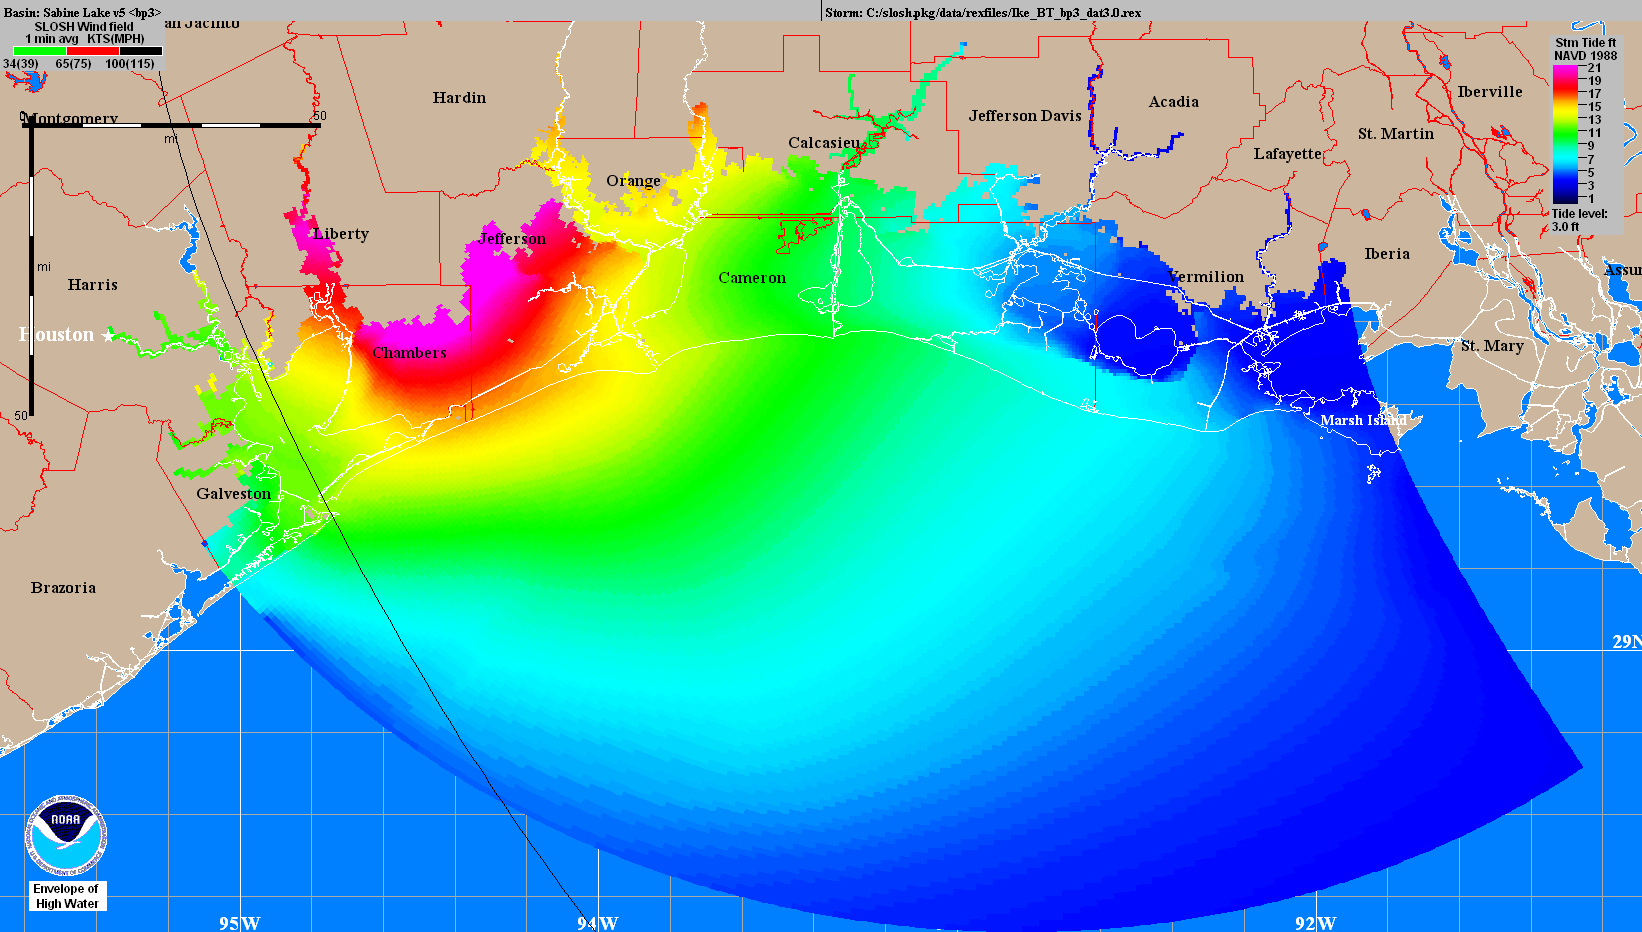 Basin: Sabine Lake v5 <bp3>
Storm: C:/slosh.pkg/data/rexfiles/Ike_BT_bp3_dat3.0.rex
SLOSH Wind field
1 min avg KTS(MPH)
34(39) 65(75) 100(115)
an Jacinto
Stm Tide ft
NAVD 1988
21
19
17
15
13
11
9
7
5
3
1
Tide level:
3.0 ft
Montgomery
0
50
mi
mi
50
Hardin
Jefferson Davis
Acadia
Iberville
St. Martin
Calcasieu
Lafayette
Orange
Liberty
Jefferson
Iberia
Assu
Harris
Cameron
Vermilion
Houston
Chambers
St. Mary
Marsh Island
Galveston
Brazoria
29N
NOAA
Envelope of
High Water
95W
94W
92W